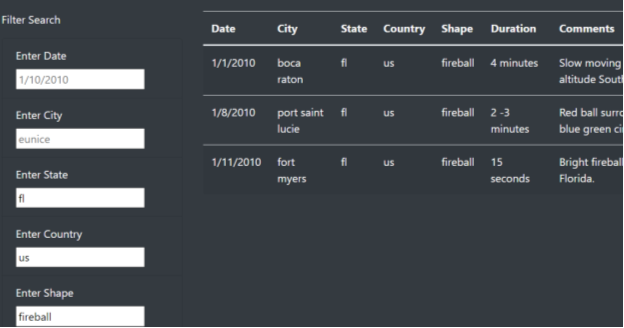 Filter Search
Enter Date
1/10/2010
Enter City
eunice
Enter State
fl
Enter Country
us
Enter Shape
fireball
Date City State Country Shape Duration Comments
1/1/2010 boca fl us fireball 4 minutes Slow moving
raton altitude
1/8/2010 port saint fl us fireball 2 -3 Red ball
lucie minutes blue green
1/11/2010 fort fl us fireball 15 Bright fireball
myers seconds Florida.